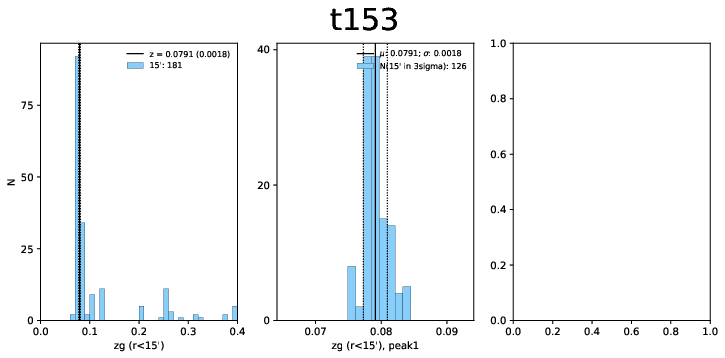 t153
z = 0.0791 (0.0018)
15': 181
N
75
50
25
0
0.0 0.1 0.2 0.3 0.4
zg (r<15')
μ: 0.0791; σ: 0.0018
N(15' in 3sigma): 126
40
20
0
0.07 0.08 0.09
zg (r<15'), peak1
1.0
0.8
0.6
0.4
0.2
0.0
0.0 0.2 0.4 0.6 0.8 1.0